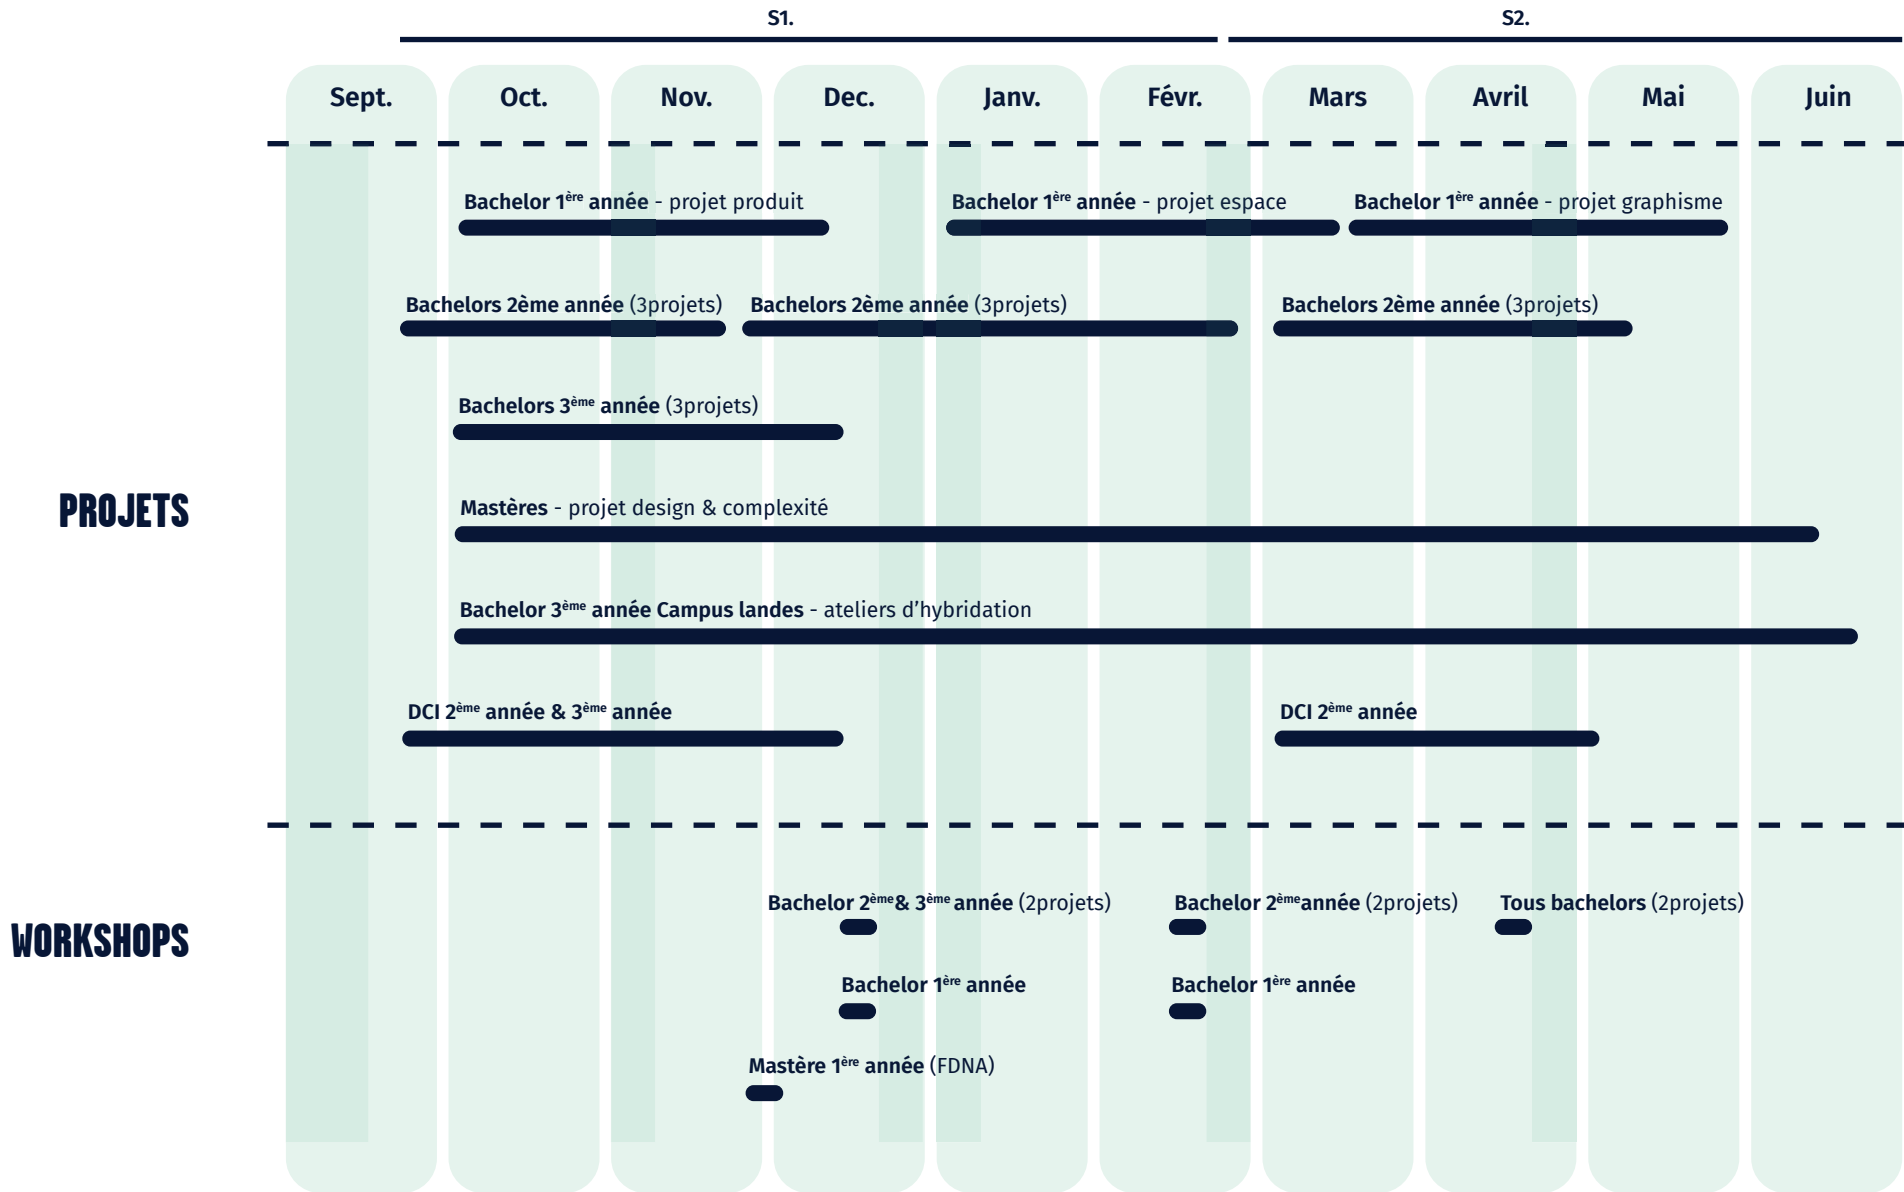 S1. S2.
Sept. Oct. Nov. Dec. Janv. Févr. Mars Avril Mai Juin
PROJETS
Bachelor 1ère année - projet produit
Bachelor 1ère année - projet espace
Bachelor 1ère année - projet graphisme
Bachelors 2ème année (3projets)
Bachelors 2ème année (3projets)
Bachelors 2ème année (3projets)
Bachelors 3ème année (3projets)
Mastères - projet design & complexité
Bachelor 3ème année Campus landes - ateliers d’hybridation
DCI 2ème année & 3ème année
DCI 2ème année
WORKSHOPS
Bachelor 2ème& 3ème année (2projets)
Bachelor 2èmeannée (2projets)
Tous bachelors (2projets)
Bachelor 1ère année
Bachelor 1ère année
Mastère 1ère année (FDNA)